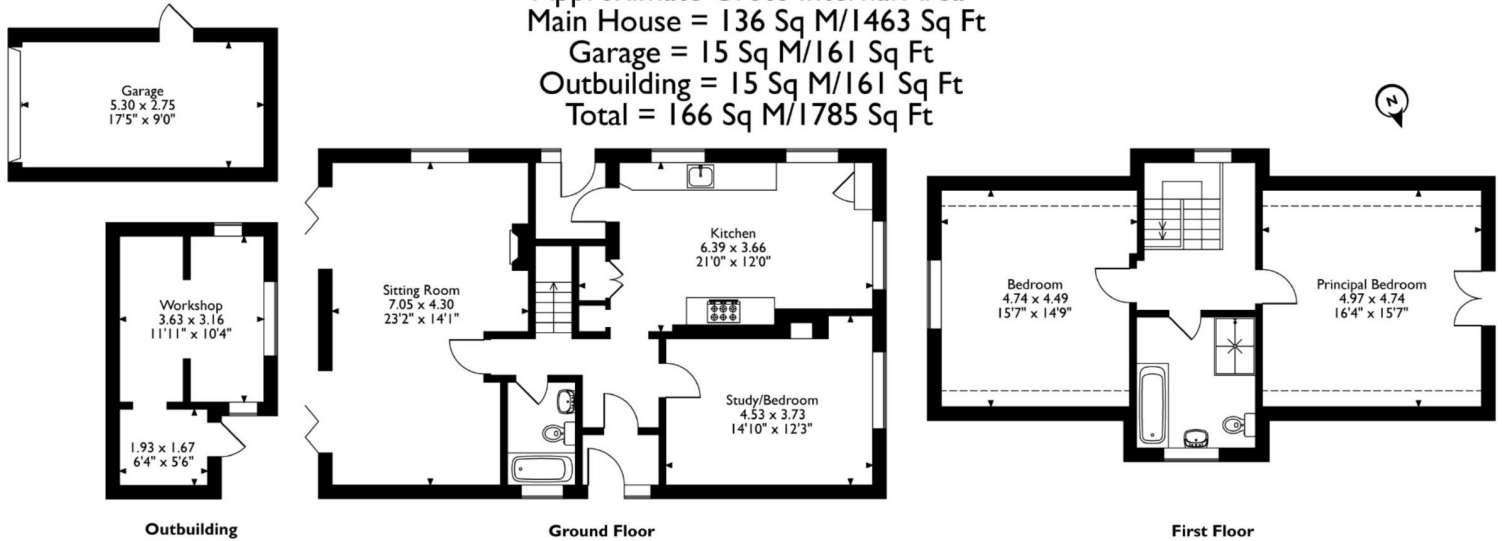 Approximate Gross Internal Area
Main House = 136 Sq M/1463 Sq Ft
Garage = 15 Sq M/161 Sq Ft
Outbuilding = 15 Sq M/161 Sq Ft
Total = 166 Sq M/1785 Sq Ft
Garage
5.30 x 2.75
17'5" x 9'0"
N
Workshop
3.63 x 3.16
11'11" x 10'4"
1.93 x 1.67
6'4" x 5'6"
Outbuilding
Sitting Room
7.05 x 4.30
23'2" x 14'1"
Kitchen
6.39 x 3.66
21'0" x 12'0"
Study/Bedroom
4.53 x 3.73
14'10" x 12'3"
Ground Floor
Bedroom
4.74 x 4.49
15'7" x 14'9"
Principal Bedroom
4.97 x 4.74
16'4" x 15'7"
First Floor